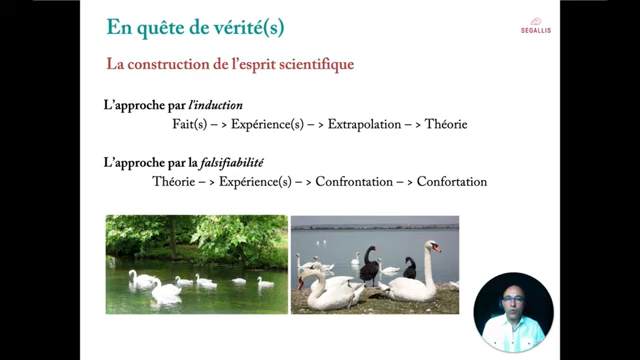 En quête de vérité(s)
SEGALLIS
La construction de l'esprit scientifique
L'approche par l'induction
Fait(s) – > Expérience(s) – > Extrapolation – > Théorie
L'approche par la falsifiabilité
Théorie – > Expérience(s) – > Confrontation – > Confortation